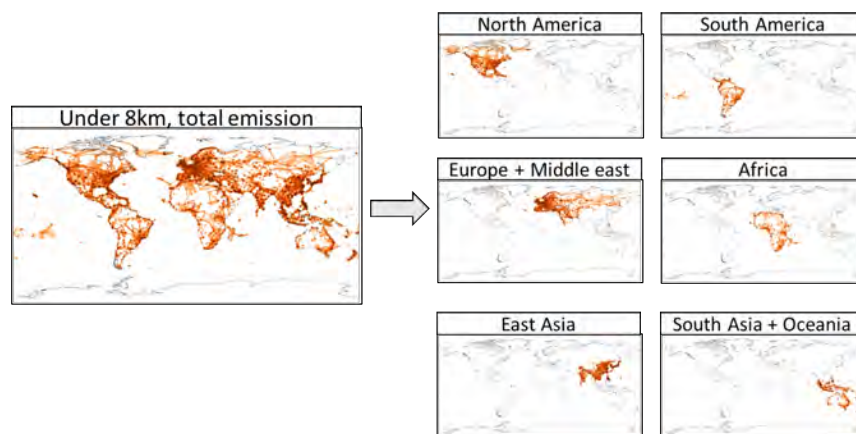 North America
South America
Under 8km, total emission
Europe + Middle east
Africa
East Asia
South Asia + Oceania